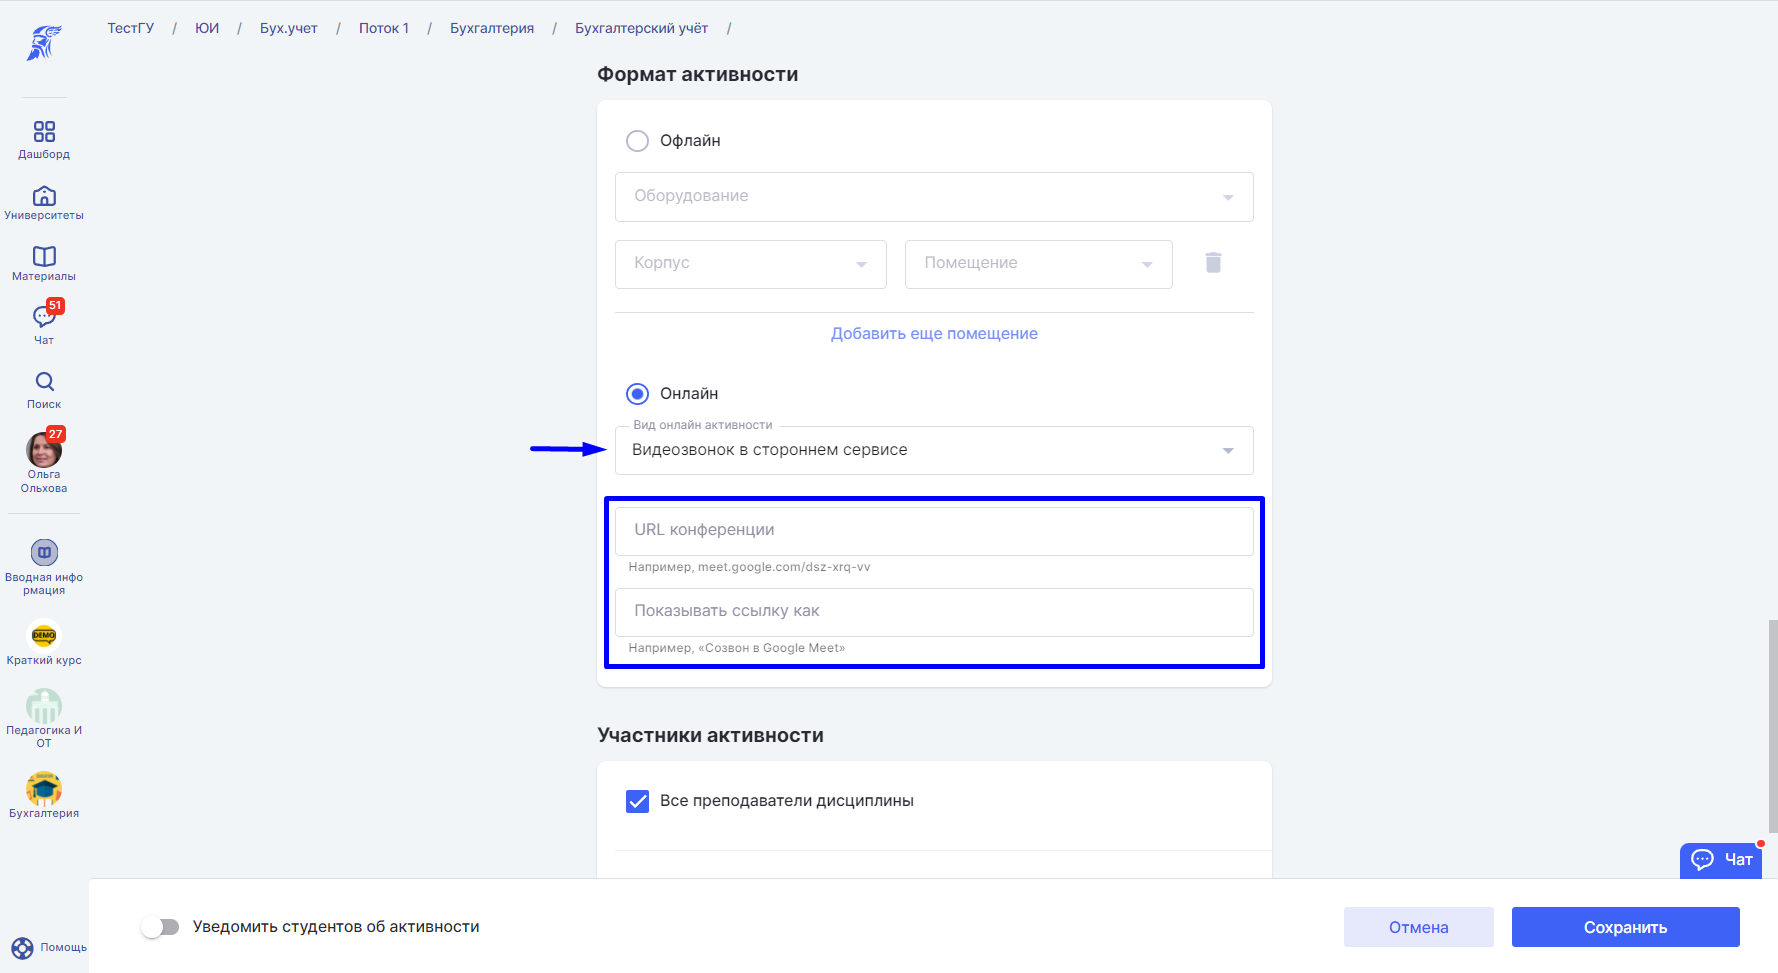 ТестГУ / ЮИ / Бух.учет / Поток 1 / Бухгалтерия / Бухгалтерский учёт /
Дашборд
Университеты
Материалы
51
Чат
Поиск
27
Ольга
Ольхова
Вводная инфо
рмация
DEMO
Краткий курс
Педагогика И
ОТ
Бухгалтерия
Помощь
Формат активности
Офлайн
Оборудование
Корпус
Помещение
Добавить еще помещение
Онлайн
Вид онлайн активности
Видеозвонок в стороннем сервисе
URL конференции
Например, meet.google.com/dsz-xrq-vv
Показывать ссылку как
Например, «Созвон в Google Meet»
Участники активности
Все преподаватели дисциплины
Чат
Уведомить студентов об активности
Отмена
Сохранить